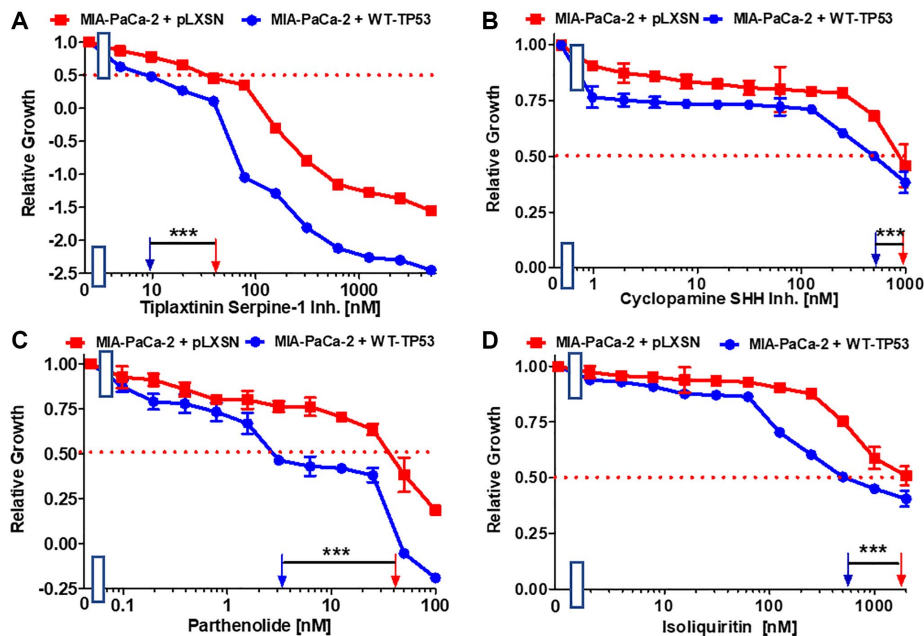 A
MIA-PaCa-2 + pLXSN
MIA-PaCa-2 + WT-TP53
Relative Growth
1.0
0.5
0.0
-0.5
-1.0
-1.5
-2.0
-2.5
***
0
10
100
1000
Tiplaxtinin Serpine-1 Inh. [nM]
B
MIA-PaCa-2 + pLXSN
MIA-PaCa-2 + WT-TP53
Relative Growth
1.00
0.75
0.50
0.25
0.00
***
0
1
10
100
1000
Cyclopamine SHH Inh. [nM]
C
MIA-PaCa-2 + pLXSN
MIA-PaCa-2 + WT-TP53
Relative Growth
1.00
0.75
0.50
0.25
0.00
-0.25
***
0
0.1
1
10
100
Parthenolide [nM]
D
MIA-PaCa-2 + pLXSN
MIA-PaCa-2 + WT-TP53
Relative Growth
1.00
0.75
0.50
0.25
0.00
***
0
10
100
1000
Isoliquiritin [nM]